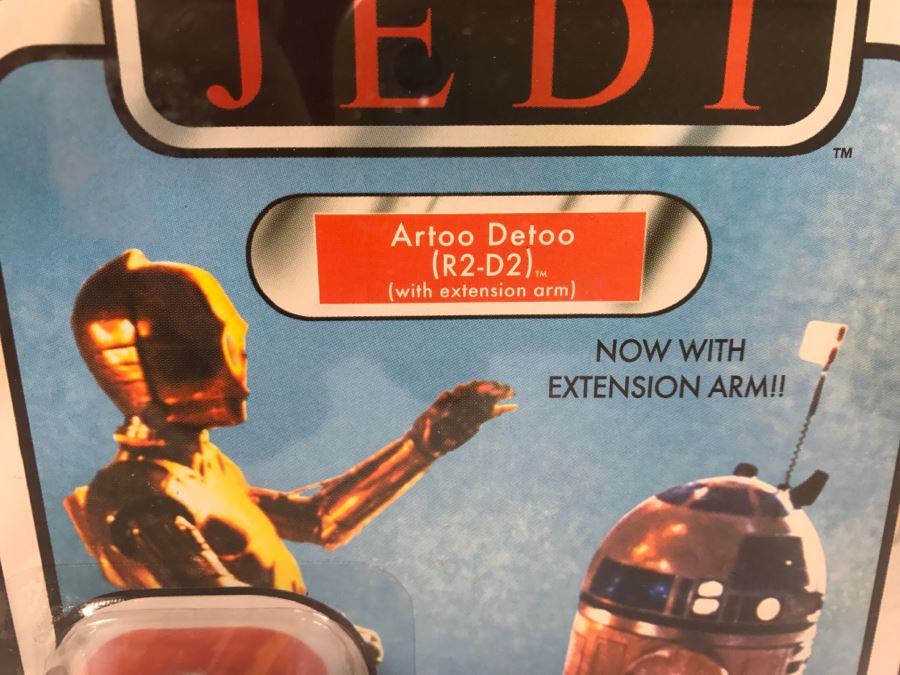 JEDI
TM
Artoo Detoo
(R2-D2)TM
(with extension arm)
NOW WITH
EXTENSION ARM!!